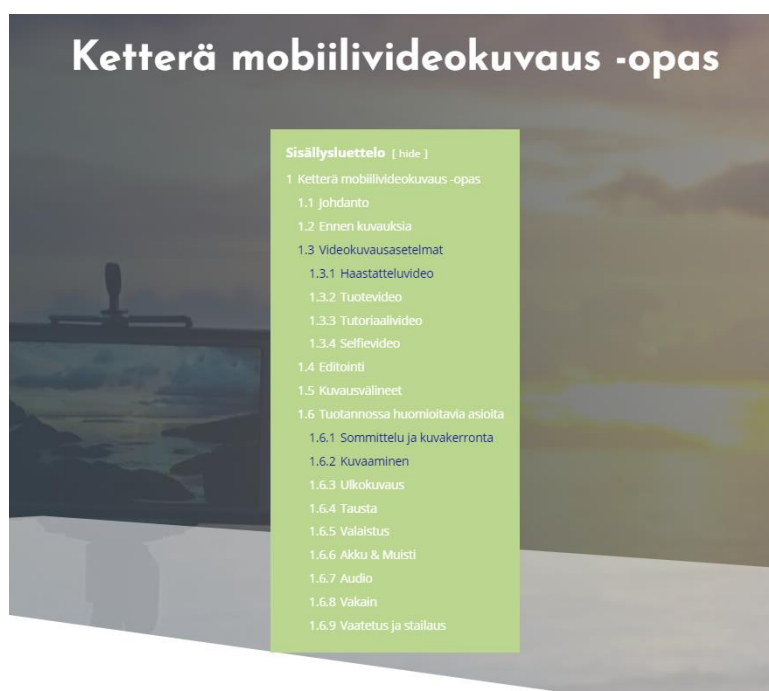 Ketterä mobiilivideokuvaus -opas
Sisällysluettelo [ hide ]
1 Ketterä mobiilivideokuvaus -opas
1.1 Johdanto
1.2 Ennen kuvauksia
1.3 Videokuvausasetelmat
1.3.1 Haastatteluvideo
1.3.2 Tuotevideo
1.3.3 Tutoriaalivideo
1.3.4 Selfievideo
1.4 Editointi
1.5 Kuvausvälineet
1.6 Tuotannossa huomioitavia asioita
1.6.1 Sommittelu ja kuvakerronta
1.6.2 Kuvaaminen
1.6.3 Ulkokuvaus
1.6.4 Tausta
1.6.5 Valaistus
1.6.6 Akku & Muisti
1.6.7 Audio
1.6.8 Vakain
1.6.9 Vaatetus ja stailaus